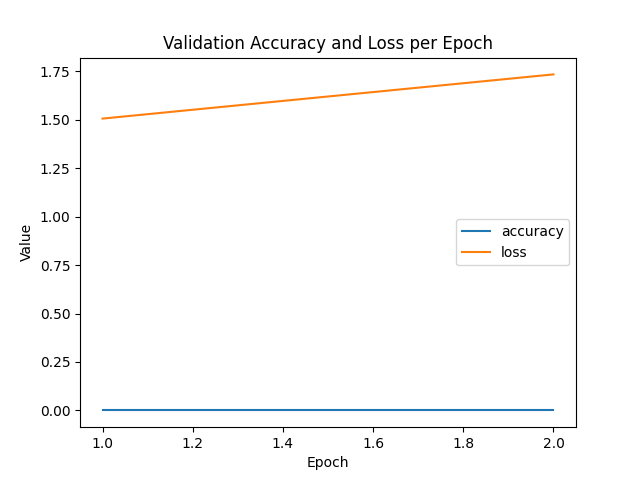 Validation Accuracy and Loss per Epoch
1.75
1.50
1.25
1.00
0.75
0.50
0.25
0.00
Value
accuracy
loss
1.0 1.2 1.4 1.6 1.8 2.0
Epoch